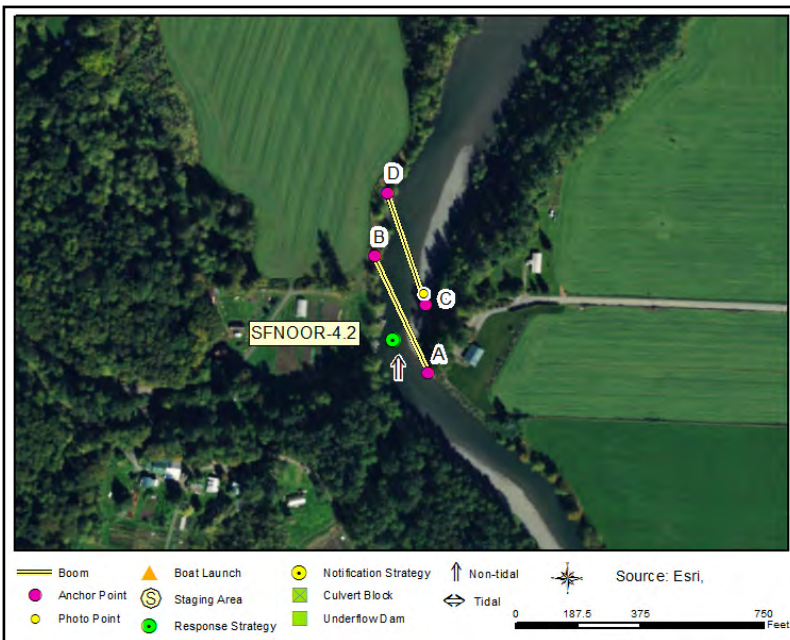 D
B
C
SFNOOR-4.2
A
Boom
Boat Launch
Notification Strategy
Non-tidal
Source: Esri,
Anchor Point
S
Staging Area
Culvert Block
Tidal
Photo Point
Response Strategy
Underflow Dam
0 187.5 375 750
Feet